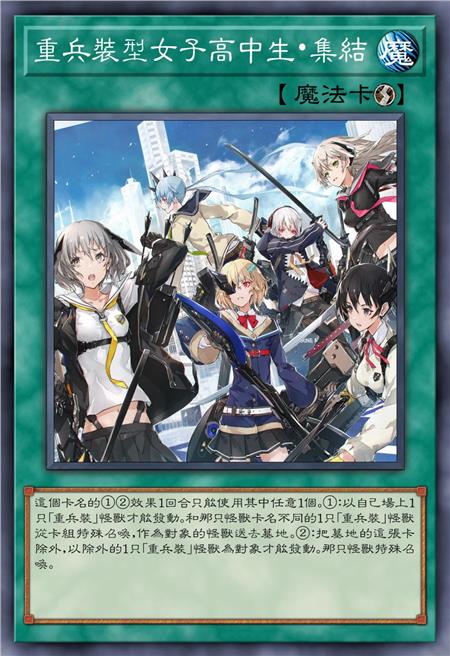 重兵裝型女子高中生·集結
魔
【魔法卡】
這個卡名的①②效果1回合只能使用其中任意1個。①:以自己場上1
只「重兵裝」怪獸才能發動。和那只怪獸卡名不同的1只「重兵裝」怪獸
從卡組特殊召喚,作為對象的怪獸送去墓地。②:把墓地的這張卡
除外,以除外的1只「重兵裝」怪獸為對象才能發動。那只怪獸特殊召
喚。